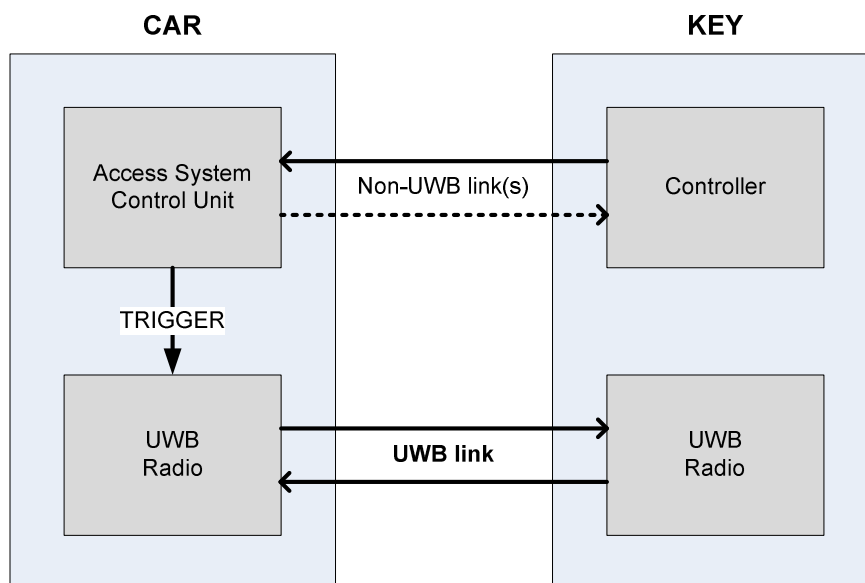 CAR
KEY
Access System
Control Unit
Non-UWB link(s)
Controller
TRIGGER
UWB
Radio
UWB link
UWB
Radio